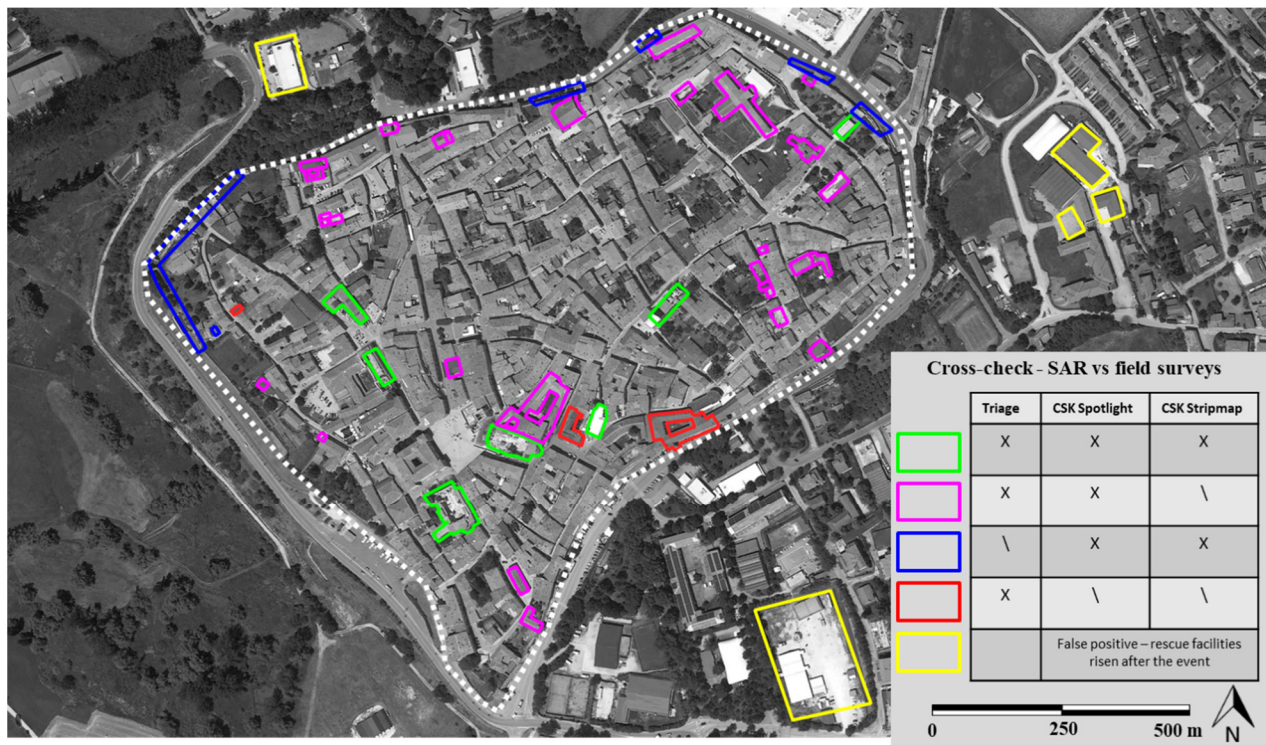 Cross-check - SAR vs field surveys
Triage CSK Spotlight CSK Stripmap
X X X
X X \
\ X X
X \ \
False positive – rescue facilities
risen after the event
0 250 500 m
N